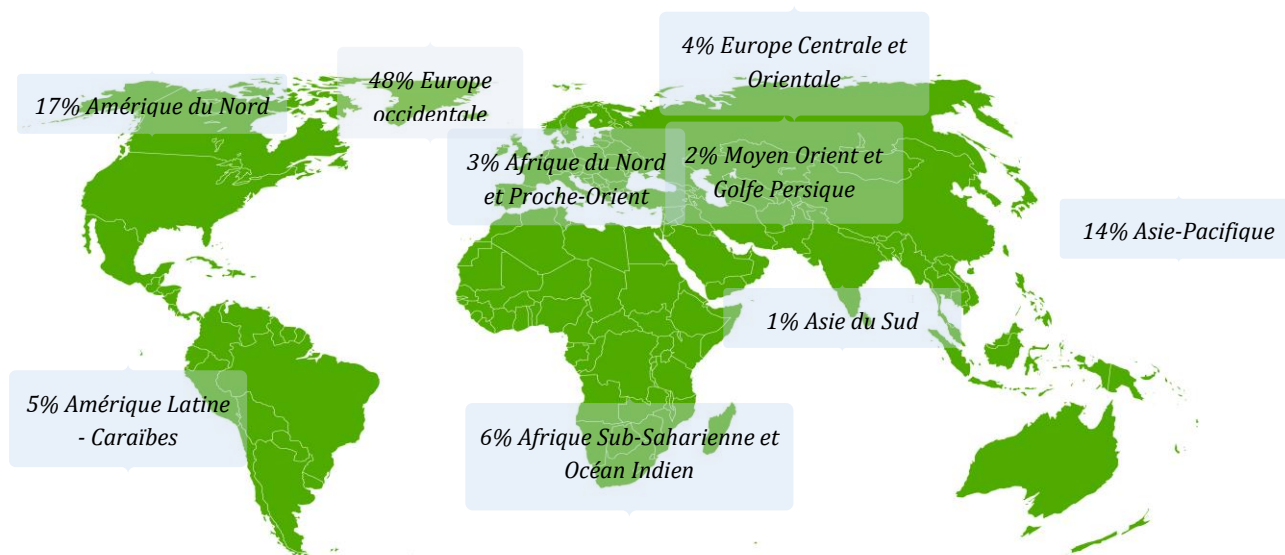 4% Europe Centrale et
Orientale
48% Europe
occidentale
17% Amérique du Nord
3% Afrique du Nord
et Proche-Orient
2% Moyen Orient et
Golfe Persique
14% Asie-Pacifique
1% Asie du Sud
5% Amérique Latine
- Caraïbes
6% Afrique Sub-Saharienne et
Océan Indien